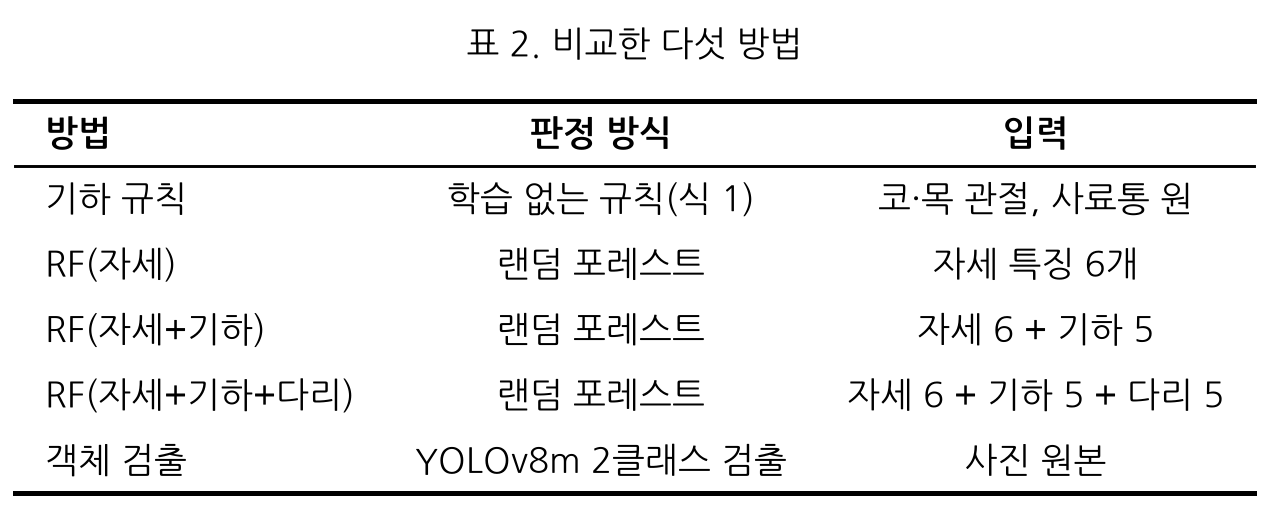 표 2. 비교한 다섯 방법
방법 판정 방식 입력
기하 규칙 학습 없는 규칙(식 1) 코·목 관절, 사료통 원
RF(자세) 랜덤 포레스트 자세 특징 6개
RF(자세+기하) 랜덤 포레스트 자세 6 + 기하 5
RF(자세+기하+다리) 랜덤 포레스트 자세 6 + 기하 5 + 다리 5
객체 검출 YOLOv8m 2클래스 검출 사진 원본